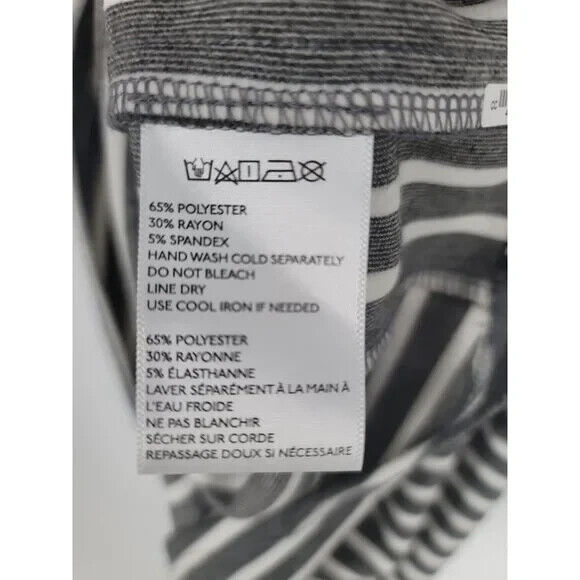 65% POLYESTER
30% RAYON
5% SPANDEX
HAND WASH COLD SEPARATELY
DO NOT BLEACH
LINE DRY
USE COOL IRON IF NEEDED
65% POLYESTER
30% RAYONNE
5% ÉLASTHANNE
LAVER SÉPARÉMENT À LA MAIN À
L'EAU FROIDE
NE PAS BLANCHIR
SÉCHER SUR CORDE
REPASSAGE DOUX SI NÉCESSAIRE